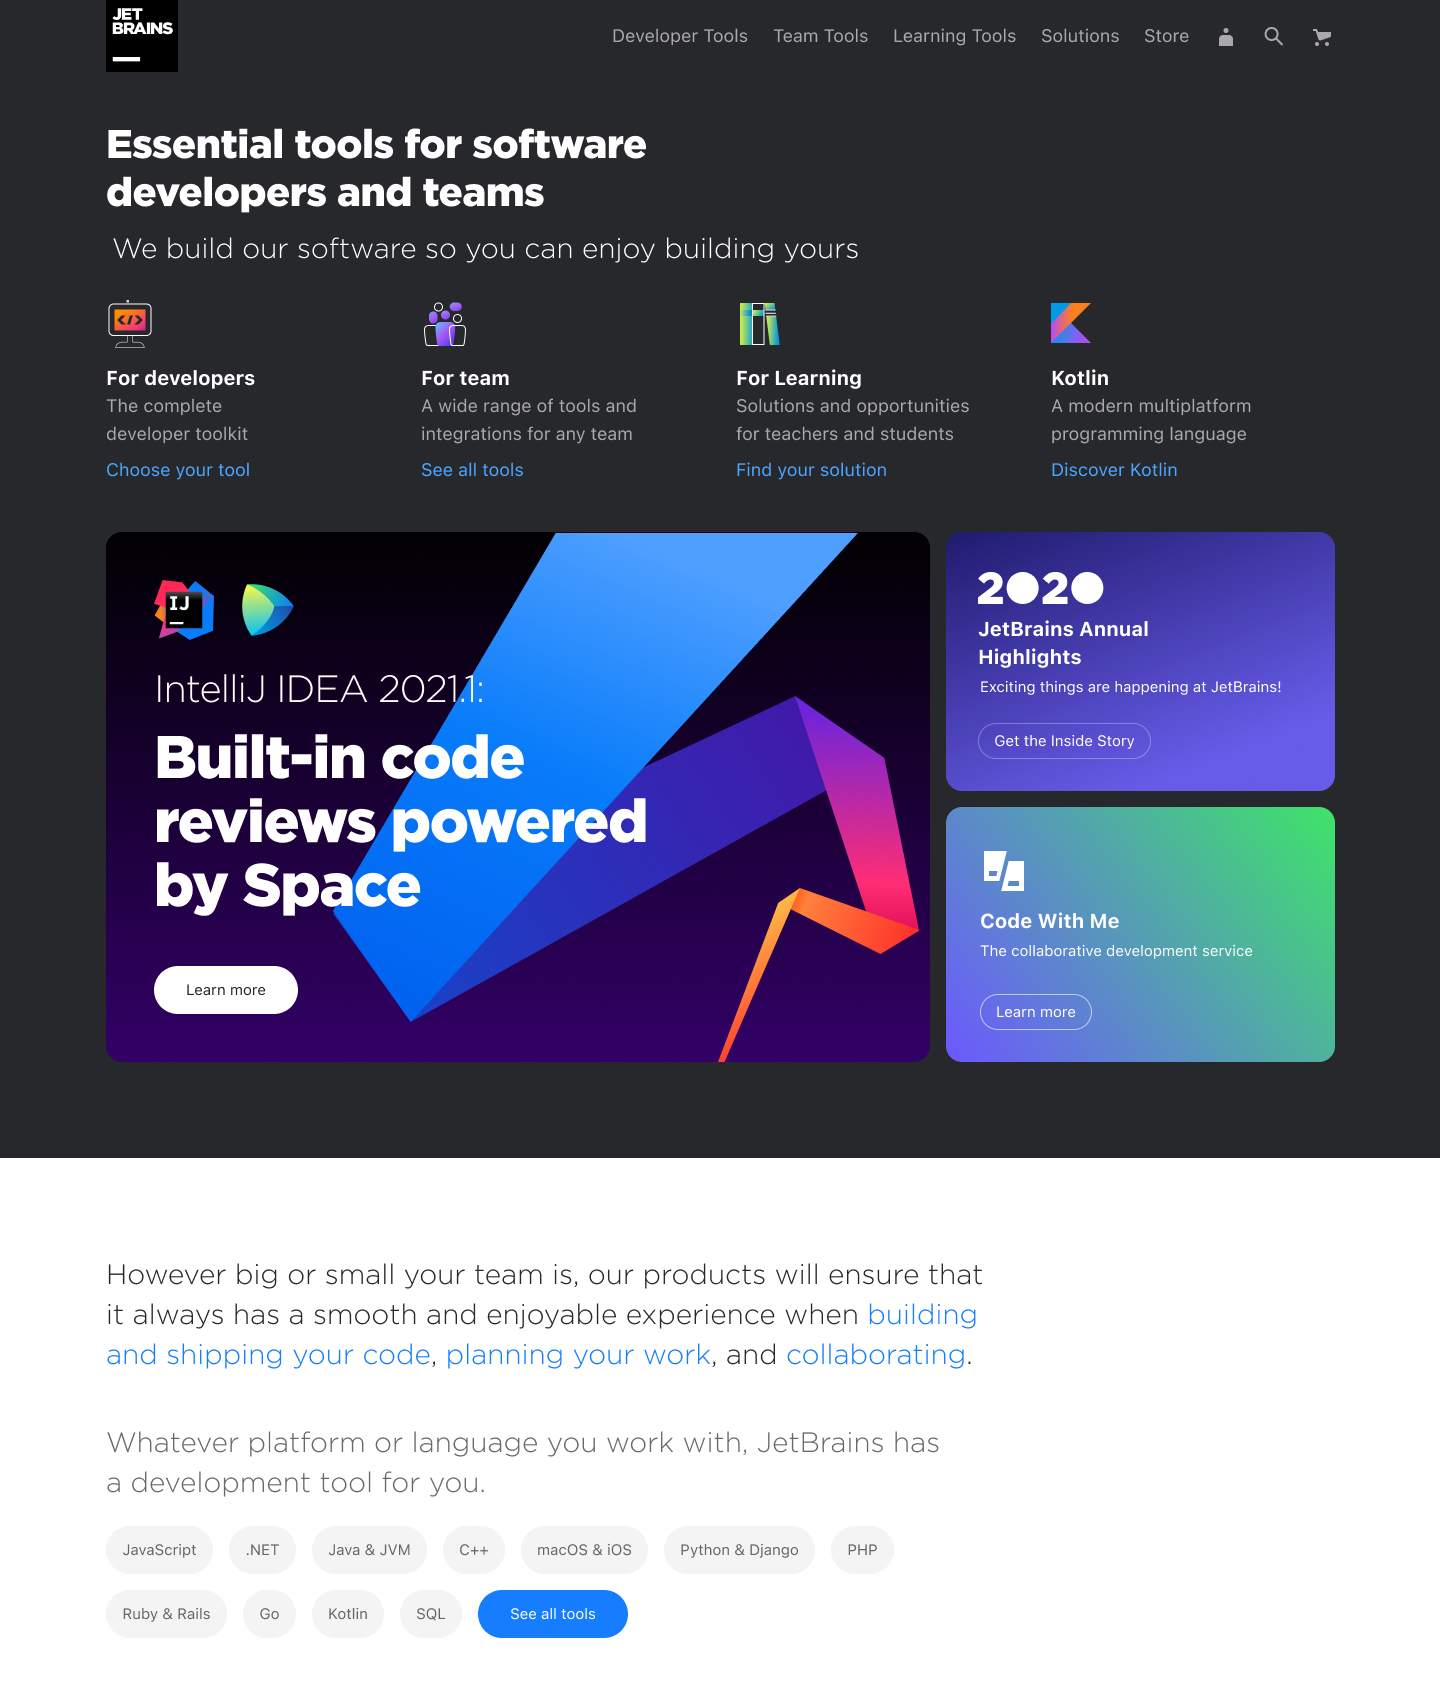 JET
BRAINS
Developer Tools Team Tools Learning Tools Solutions Store
Essential tools for software
developers and teams
We build our software so you can enjoy building yours
</>
For developers
The complete
developer toolkit
Choose your tool
For team
A wide range of tools and
integrations for any team
See all tools
For Learning
Solutions and opportunities
for teachers and students
Find your solution
Kotlin
A modern multiplatform
programming language
Discover Kotlin
IJ
IntelliJ IDEA 2021.1:
Built-in code
reviews powered
by Space
Learn more
2020
JetBrains Annual
Highlights
Exciting things are happening at JetBrains!
Get the Inside Story
Code With Me
The collaborative development service
Learn more
However big or small your team is, our products will ensure that
it always has a smooth and enjoyable experience when building
and shipping your code, planning your work, and collaborating.
Whatever platform or language you work with, JetBrains has
a development tool for you.
JavaScript .NET Java & JVM C++ macOS & iOS Python & Django PHP
Ruby & Rails Go Kotlin SQL See all tools